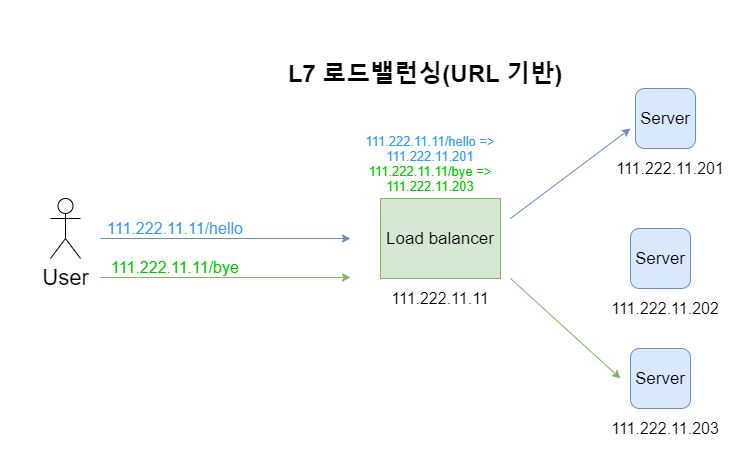 L7 로드밸런싱(URL 기반)
Server
111.222.11.201
111.222.11.11/hello =>
111.222.11.201
111.222.11.11/bye =>
111.222.11.203
111.222.11.11/hello
Load balancer
111.222.11.11/bye
User
111.222.11.11
Server
111.222.11.202
Server
111.222.11.203